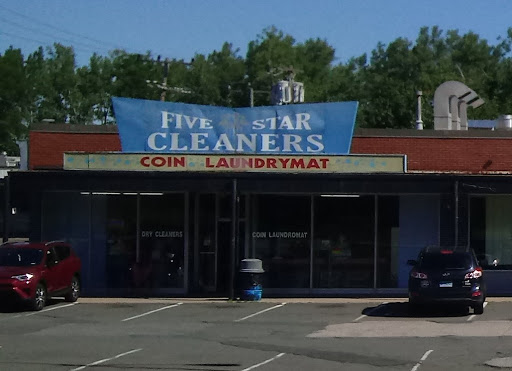 FIVE STAR
CLEANERS
COIN LAUNDRYMAT
DRY CLEANERS
COIN LAUNDROMAT